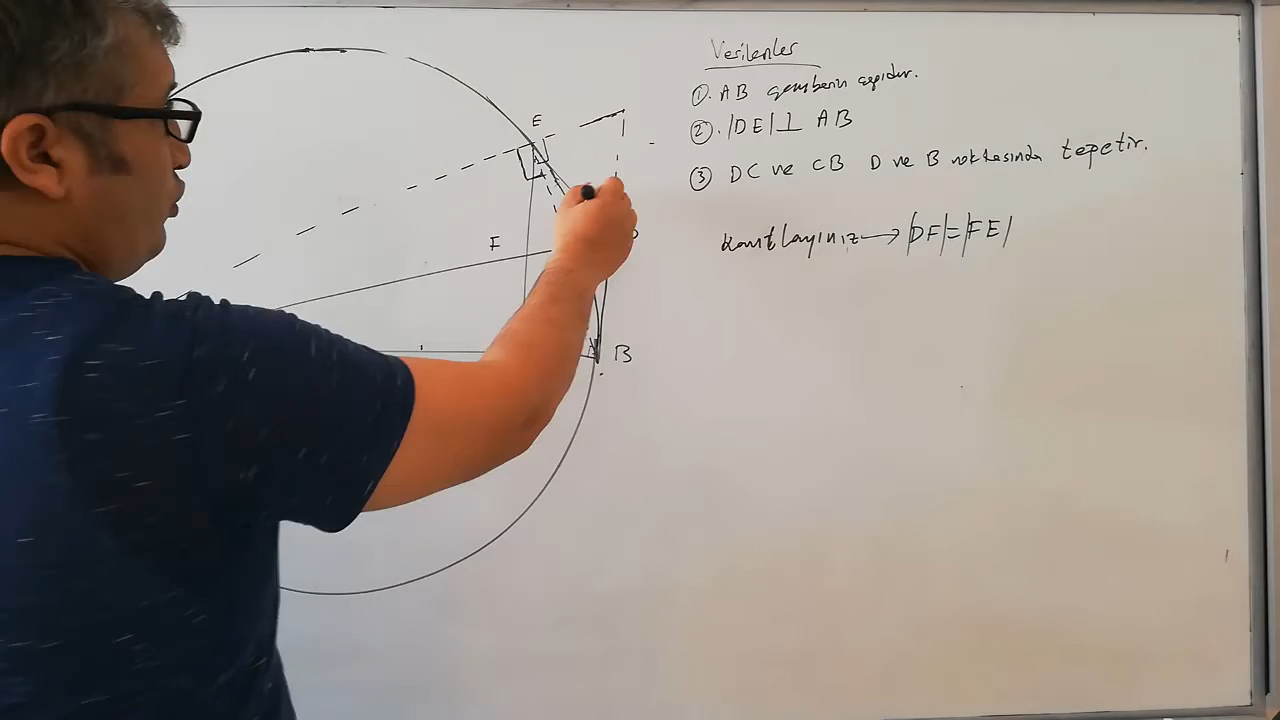 Verilenler
①. AB çemberin çapıdır.
②. |DE| ⊥ AB
③ DC ve CB D ve B noktasında teğettir.
Kanıtlayınız → |DF|=|FE|
E
F
B